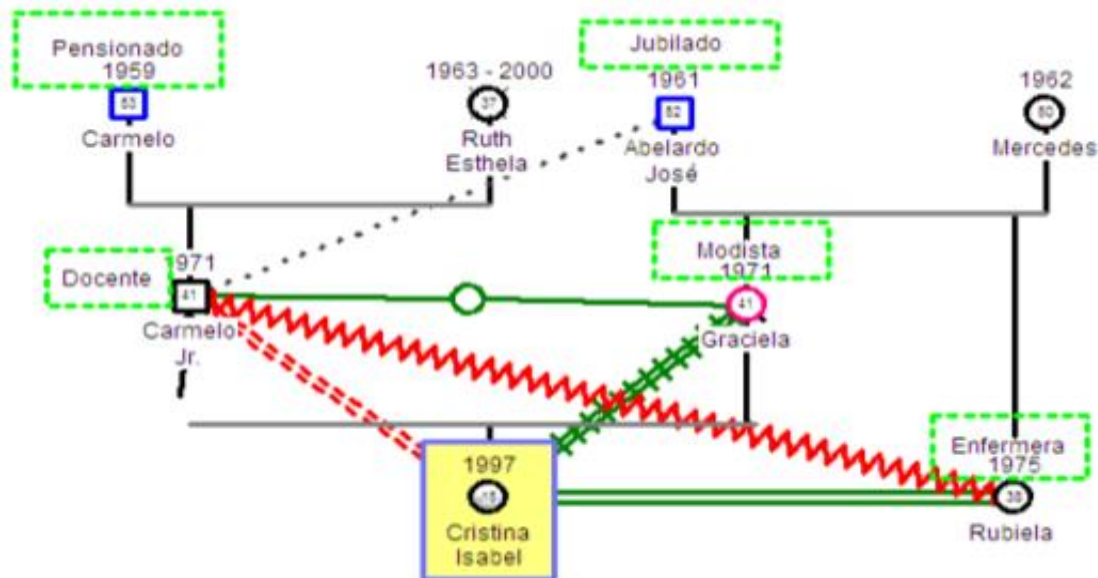 Pensionado
1959
53
Carmelo
1963 - 2000
37
Ruth
Esthela
Jubilado
1961
52
Abelardo
José
1962
50
Mercedes
Docente
1971
41
Carmelo
Jr.
Modista
1971
41
Graciela
1997
15
Cristina
Isabel
Enfermera
1975
38
Rubiela